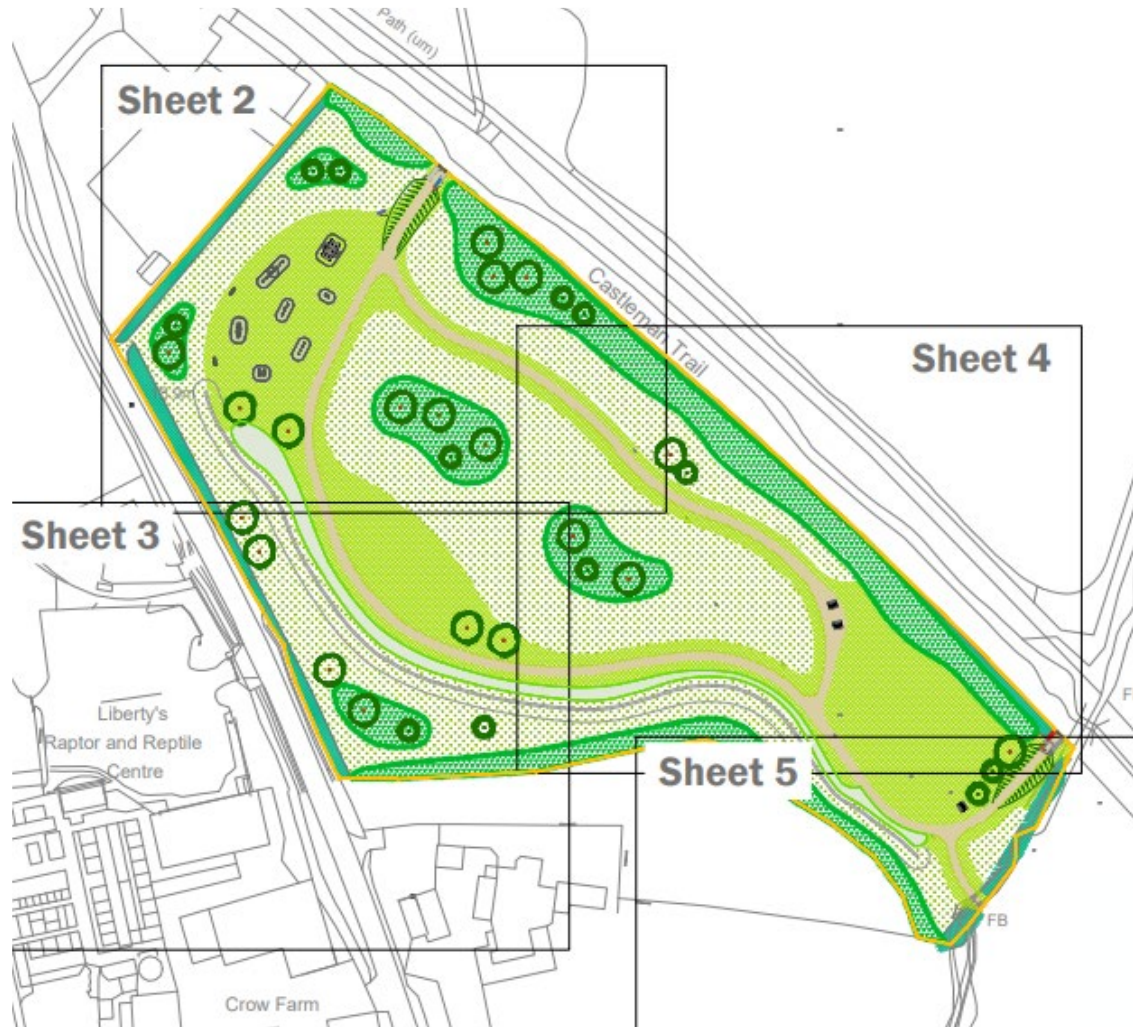 Path (um)
Sheet 2
Castleman Trail
Sheet 4
Sheet 3
Liberty's
Raptor and Reptile
Centre
Sheet 5
FB
Crow Farm